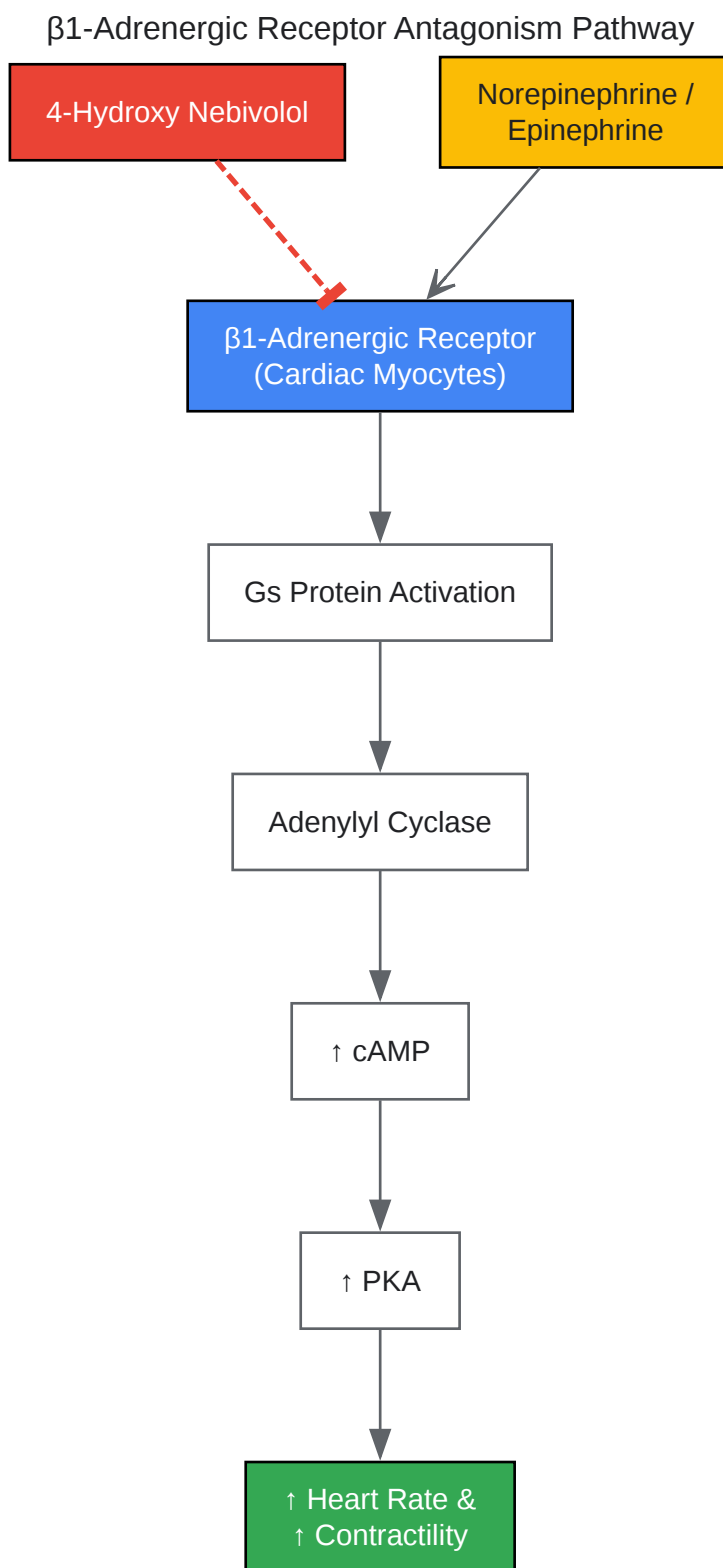 β1-Adrenergic Receptor Antagonism Pathway
4-Hydroxy Nebivolol
Norepinephrine /
Epinephrine
β1-Adrenergic Receptor
(Cardiac Myocytes)
Gs Protein Activation
Adenylyl Cyclase
↑ cAMP
↑ PKA
↑ Heart Rate &
↑ Contractility